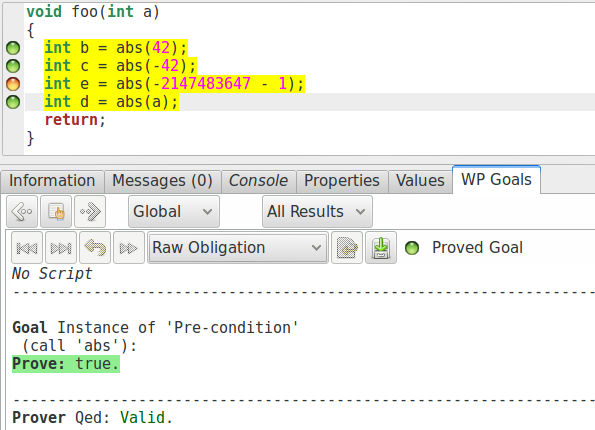 void foo(int a)
{
int b = abs(42);
int c = abs(-42);
int e = abs(-2147483647 - 1);
int d = abs(a);
return;
}
Information Messages (0) Console Properties Values WP Goals
Global All Results
Raw Obligation Proved Goal
No Script
--------------------------------------------------------------------
Goal Instance of 'Pre-condition'
(call 'abs'):
Prove: true.
--------------------------------------------------------------------
Prover Qed: Valid.